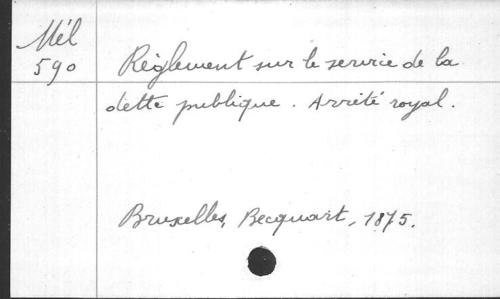 Mél
590
Règlement sur le service de la
dette publique. Arrêté royal.
Bruxelles, Becquart, 1875.